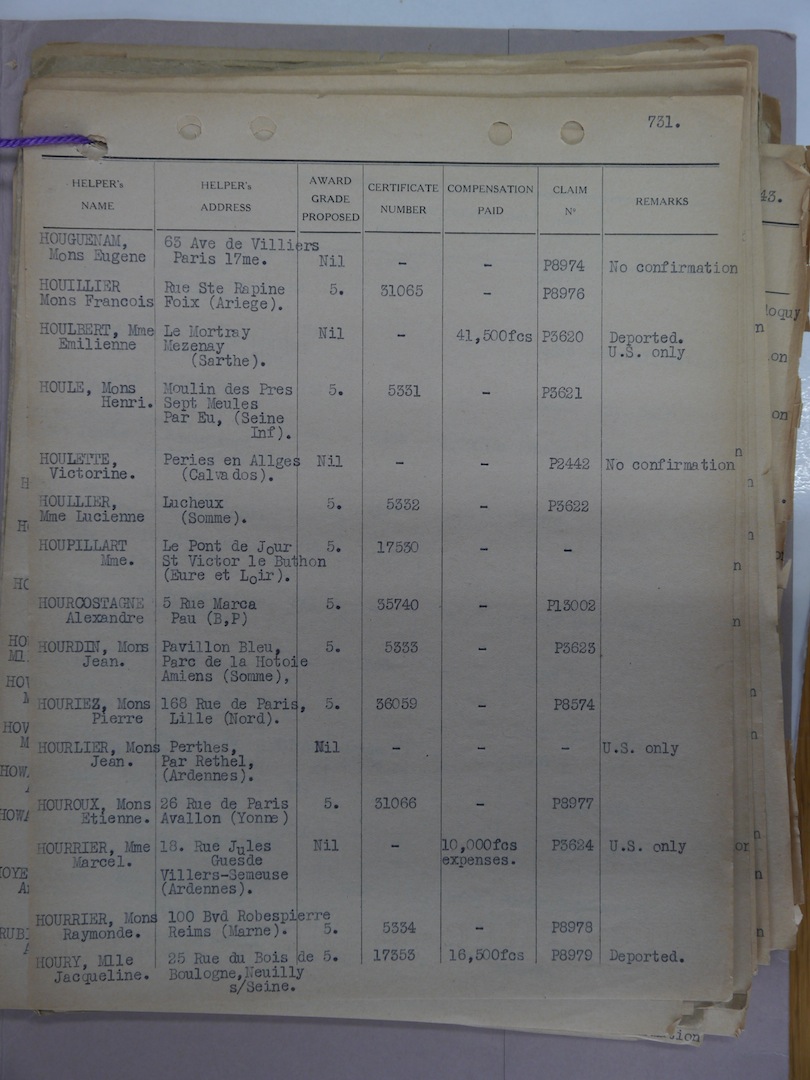 731.
HELPER's NAME | HELPER's ADDRESS | AWARD GRADE PROPOSED | CERTIFICATE NUMBER | COMPENSATION PAID | CLAIM Nº | REMARKS
HOUGUENAM, 63 Ave de Villiers
Mons Eugene Paris 17me. Nil - - P8974 No confirmation
HOUILLIER Rue Ste Rapine 5. 31065 - P8976
Mons Francois Foix (Ariege).
HOULBERT, Mme Le Mortray Nil - 41,500fcs P3620 Deported.
Emilienne Mezenay U.S. only
(Sarthe).
HOULE, Mons Moulin des Pres 5. 5331 - P3621
Henri. Sept Meules
Par Eu, (Seine
Inf).
HOULETTE, Peries en Allges Nil - - P2442 No confirmation
Victorine. (Calvados).
HOULLIER, Lucheux 5. 5332 - P3622
Mme Lucienne (Somme).
HOUPILLART Le Pont de Jour 5. 17530 - -
Mme. St Victor le Buthon
(Eure et Loir).
HOURCOSTAGNE 5 Rue Marca 5. 35740 - P13002
Alexandre Pau (B,P)
HOURDIN, Mons Pavillon Bleu, 5. 5333 - P3623
Jean. Parc de la Hotoie
Amiens (Somme),
HOURIEZ, Mons 168 Rue de Paris, 5. 36059 - P8574
Pierre Lille (Nord).
HOURLIER, Mons Perthes, Nil - - - U.S. only
Jean. Par Rethel,
(Ardennes).
HOUROUX, Mons 26 Rue de Paris 5. 31066 - P8977
Etienne. Avallon (Yonne)
HOURRIER, Mme 18. Rue Jules Nil - 10,000fcs P3624 U.S. only
Marcel. Guesde expenses.
Villers-Semeuse
(Ardennes).
HOURRIER, Mons 100 Bvd Robespierre
Raymonde. Reims (Marne). 5. 5334 - P8978
HOURY, Mlle 25 Rue du Bois de 5. 17353 16,500fcs P8979 Deported.
Jacqueline. Boulogne,Neuilly
s/Seine.